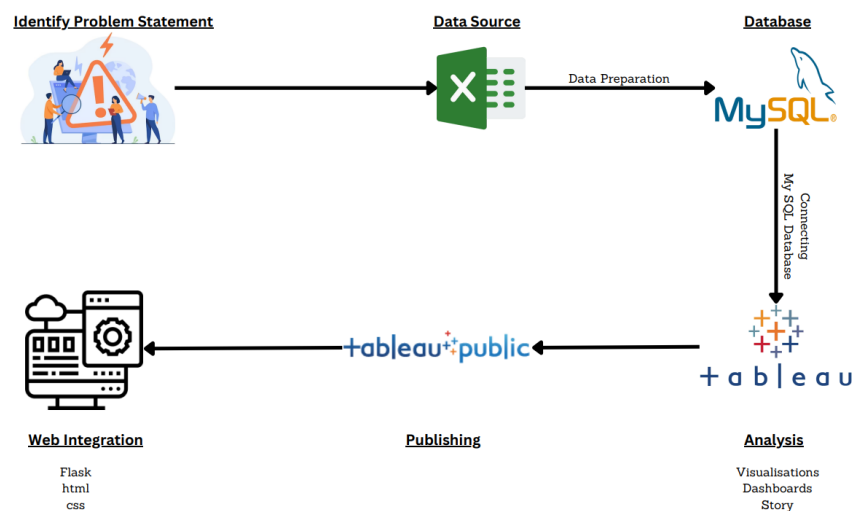 Identify Problem Statement
Data Source
Database
X
Data Preparation
MySQL®
Connecting
My SQL Database
tableau public
tableau
Web Integration
Publishing
Analysis
Flask
html
css
Visualisations
Dashboards
Story